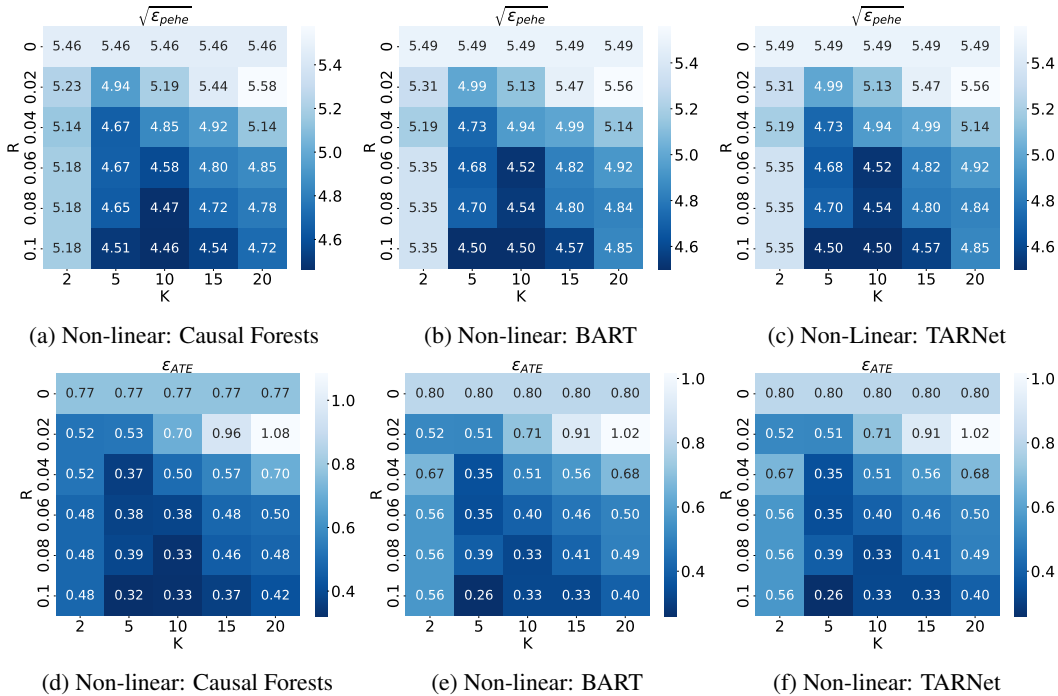 √ε_pehe
0 5.46 5.46 5.46 5.46 5.46
0.02 5.23 4.94 5.19 5.44 5.58
0.04 5.14 4.67 4.85 4.92 5.14
R
0.06 5.18 4.67 4.58 4.80 4.85
0.08 5.18 4.65 4.47 4.72 4.78
0.1 5.18 4.51 4.46 4.54 4.72
2 5 10 15 20
K
5.4
5.2
5.0
4.8
4.6
(a) Non-linear: Causal Forests
√ε_pehe
0 5.49 5.49 5.49 5.49 5.49
0.02 5.31 4.99 5.13 5.47 5.56
0.04 5.19 4.73 4.94 4.99 5.14
R
0.06 5.35 4.68 4.52 4.82 4.92
0.08 5.35 4.70 4.54 4.80 4.84
0.1 5.35 4.50 4.50 4.57 4.85
2 5 10 15 20
K
5.4
5.2
5.0
4.8
4.6
(b) Non-linear: BART
√ε_pehe
0 5.49 5.49 5.49 5.49 5.49
0.02 5.31 4.99 5.13 5.47 5.56
0.04 5.19 4.73 4.94 4.99 5.14
R
0.06 5.35 4.68 4.52 4.82 4.92
0.08 5.35 4.70 4.54 4.80 4.84
0.1 5.35 4.50 4.50 4.57 4.85
2 5 10 15 20
K
5.4
5.2
5.0
4.8
4.6
(c) Non-Linear: TARNet
ε_ATE
0 0.77 0.77 0.77 0.77 0.77
0.02 0.52 0.53 0.70 0.96 1.08
0.04 0.52 0.37 0.50 0.57 0.70
R
0.06 0.48 0.38 0.38 0.48 0.50
0.08 0.48 0.39 0.33 0.46 0.48
0.1 0.48 0.32 0.33 0.37 0.42
2 5 10 15 20
K
1.0
0.8
0.6
0.4
(d) Non-linear: Causal Forests
ε_ATE
0 0.80 0.80 0.80 0.80 0.80
0.02 0.52 0.51 0.71 0.91 1.02
0.04 0.67 0.35 0.51 0.56 0.68
R
0.06 0.56 0.35 0.40 0.46 0.50
0.08 0.56 0.39 0.33 0.41 0.49
0.1 0.56 0.26 0.33 0.33 0.40
2 5 10 15 20
K
1.0
0.8
0.6
0.4
(e) Non-linear: BART
ε_ATE
0 0.80 0.80 0.80 0.80 0.80
0.02 0.52 0.51 0.71 0.91 1.02
0.04 0.67 0.35 0.51 0.56 0.68
R
0.06 0.56 0.35 0.40 0.46 0.50
0.08 0.56 0.39 0.33 0.41 0.49
0.1 0.56 0.26 0.33 0.33 0.40
2 5 10 15 20
K
1.0
0.8
0.6
0.4
(f) Non-linear: TARNet